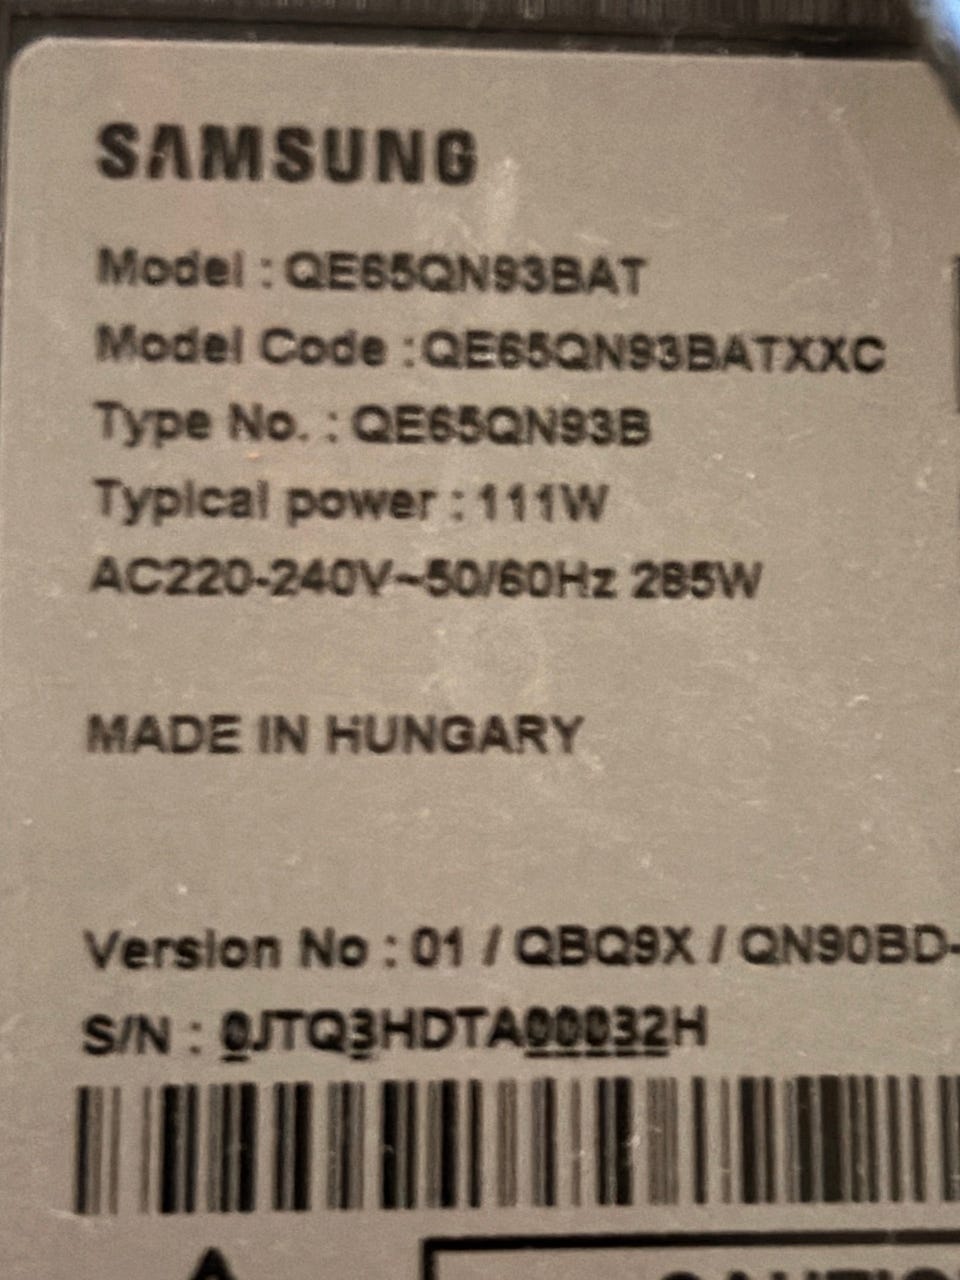 SAMSUNG
Model : QE65QN93BAT
Model Code :QE65QN93BATXXC
Type No. : QE65QN93B
Typical power : 111W
AC220-240V~50/60Hz 285W
MADE IN HUNGARY
Version No : 01 / QBQ9X / QN90BD-
S/N : 0JTQ3HDTA00032H